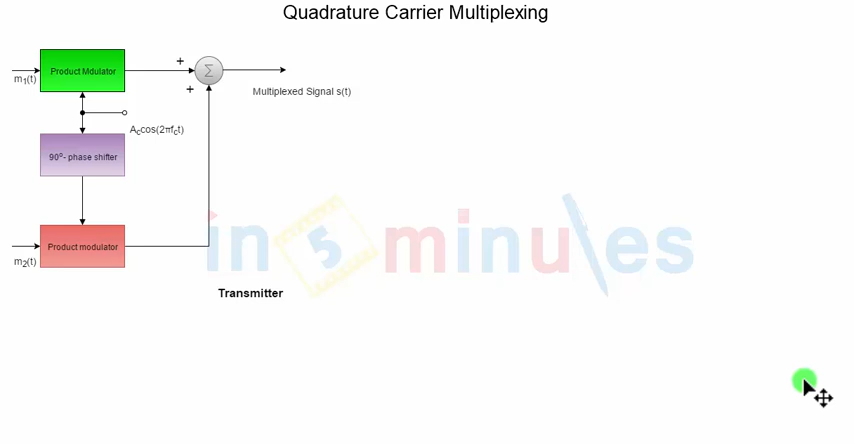 Quadrature Carrier Multiplexing
m1(t)
Product Mdulator
+
Σ
+
Multiplexed Signal s(t)
Accos(2πfct)
90°- phase shifter
in 5 minutes
m2(t)
Product modulator
Transmitter